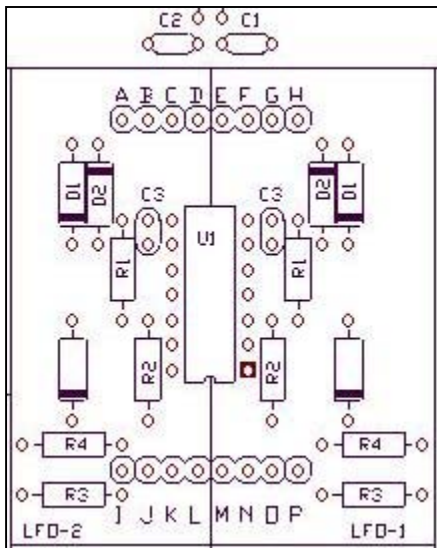 C2 C1
A B C D E F G H
D1 D2 D2 D1
C3 C3
U1
R1 R1
R2 R2
R4 R4
R3 R3
I J K L M N O P
LFO-2 LFO-1